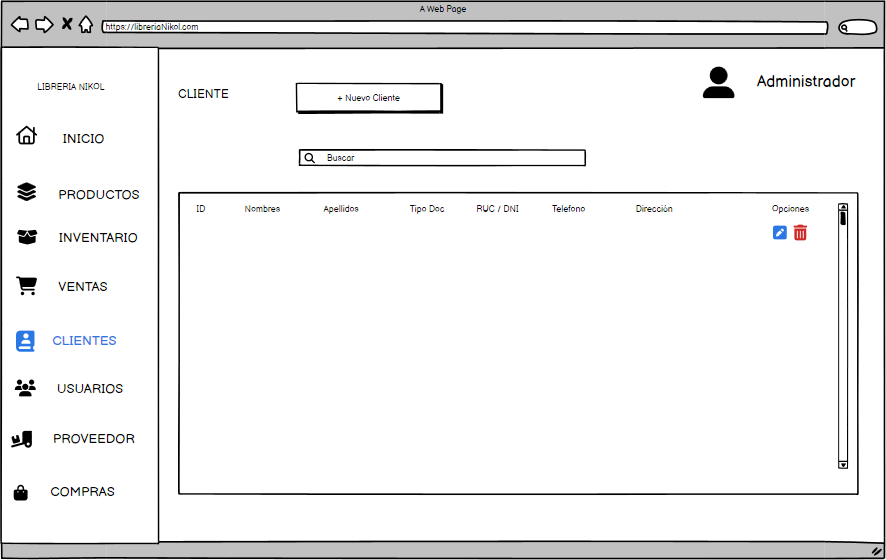 A Web Page
https://libreriaNikol.com
LIBRERIA NIKOL
INICIO
PRODUCTOS
INVENTARIO
VENTAS
CLIENTES
USUARIOS
PROVEEDOR
COMPRAS
CLIENTE
+ Nuevo Cliente
Administrador
Buscar
ID Nombres Apellidos Tipo Doc RUC / DNI Telefono Dirección Opciones